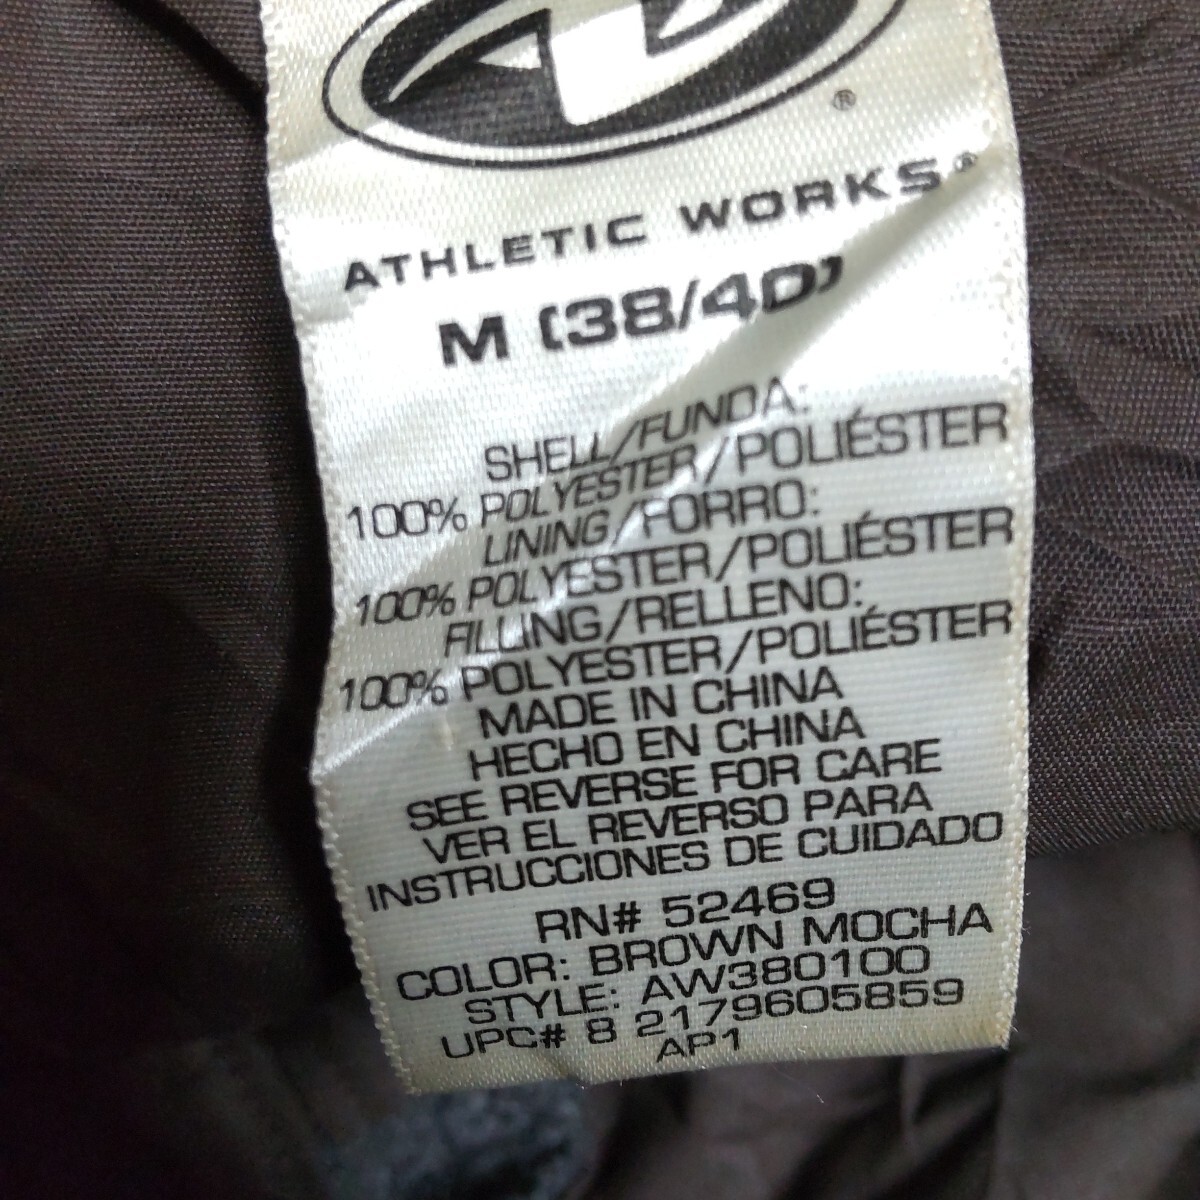 ATHLETIC WORKS®
M (38/40)
SHELL/FUNDA:
100% POLYESTER/POLIÉSTER
LINING/FORRO:
100% POLYESTER/POLIÉSTER
FILLING/RELLENO:
100% POLYESTER/POLIÉSTER
MADE IN CHINA
HECHO EN CHINA
SEE REVERSE FOR CARE
VER EL REVERSO PARA
INSTRUCCIONES DE CUIDADO
RN# 52469
COLOR: BROWN MOCHA
STYLE: AW380100
UPC# 8 2179605859
AP1